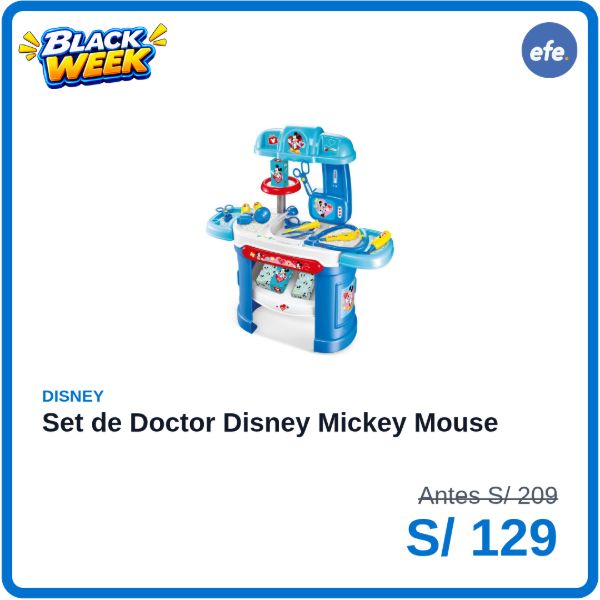 BLACK
WEEK
efe.
DISNEY
Set de Doctor Disney Mickey Mouse
Antes S/ 209
S/ 129